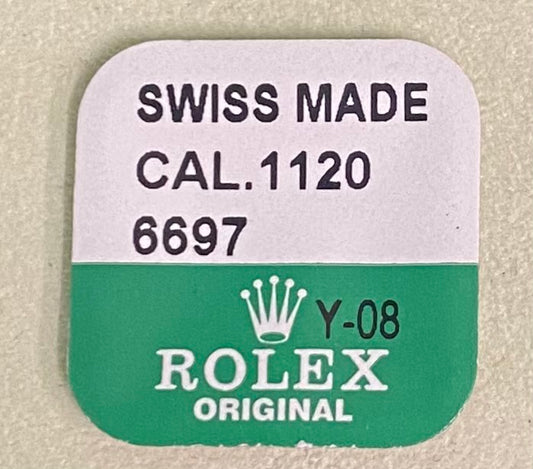 SWISS MADE
CAL.1120
6697
Y-08
ROLEX
ORIGINAL